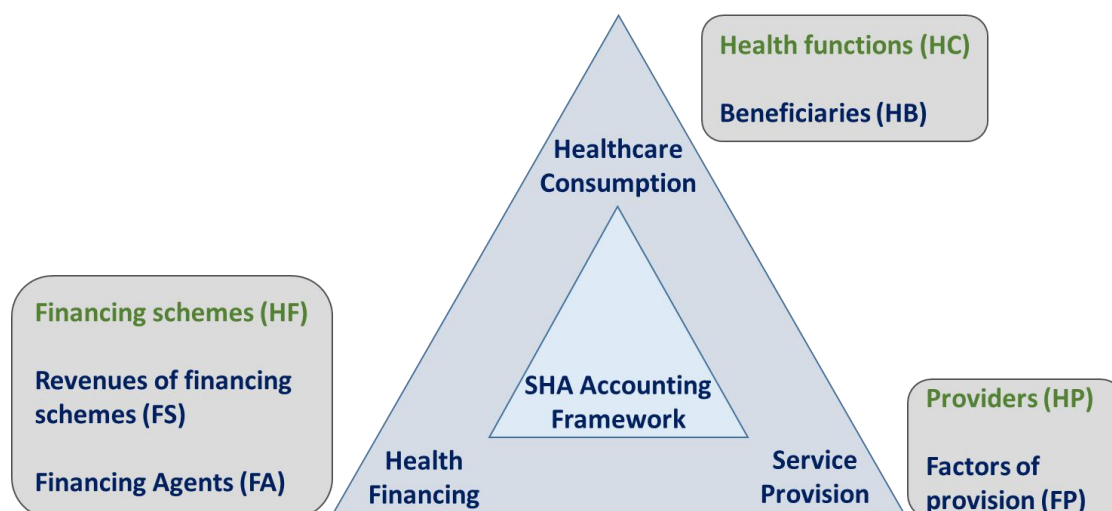 Health functions (HC)
Beneficiaries (HB)
Healthcare
Consumption
Financing schemes (HF)
Revenues of financing
schemes (FS)
Financing Agents (FA)
SHA Accounting
Framework
Health
Financing
Service
Provision
Providers (HP)
Factors of
provision (FP)